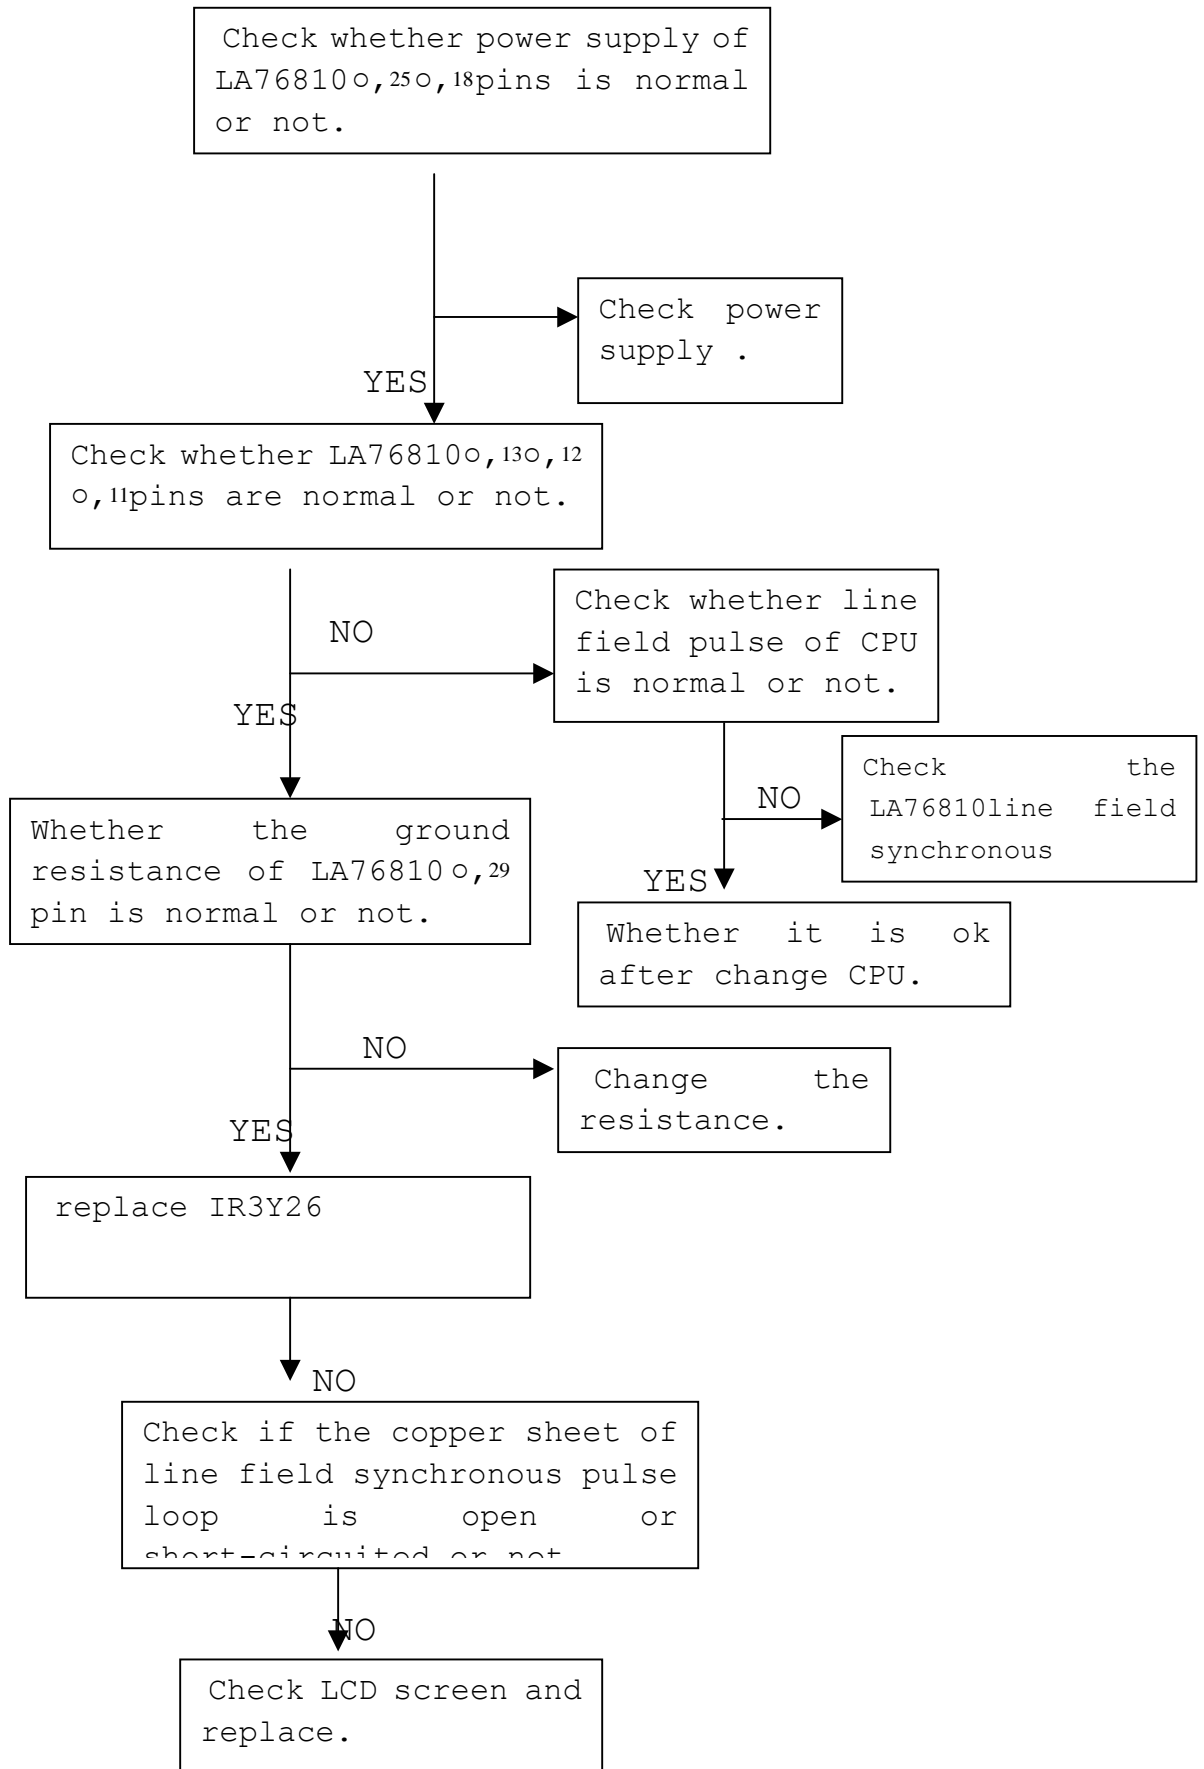 Check whether power supply of
LA76810○,25○,18pins is normal
or not.
Check power
supply .
YES
Check whether LA76810○,13○,12
○,11pins are normal or not.
NO
Check whether line
field pulse of CPU
is normal or not.
YES
NO
Check the
LA76810line field
synchronous
Whether the ground
resistance of LA76810○,29
pin is normal or not.
YES
Whether it is ok
after change CPU.
NO
Change the
resistance.
YES
replace IR3Y26
NO
Check if the copper sheet of
line field synchronous pulse
loop is open or
short-circuited or not
NO
Check LCD screen and
replace.